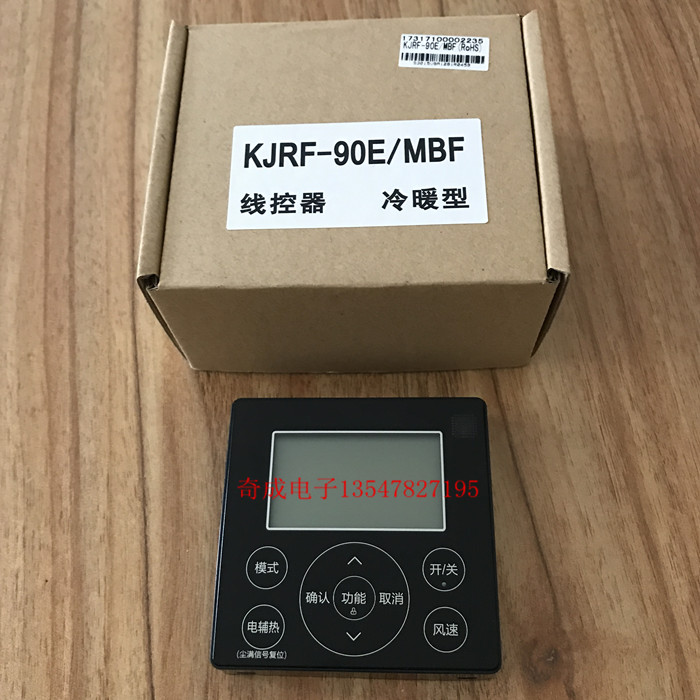 17317100002235
KJRF-90E/MBF(RoHS)
KJRF-90E/MBF
线控器 冷暖型
奇成电子13547827195
模式
开/关
确认 功能 取消
电辅热
风速
(尘满信号复位)